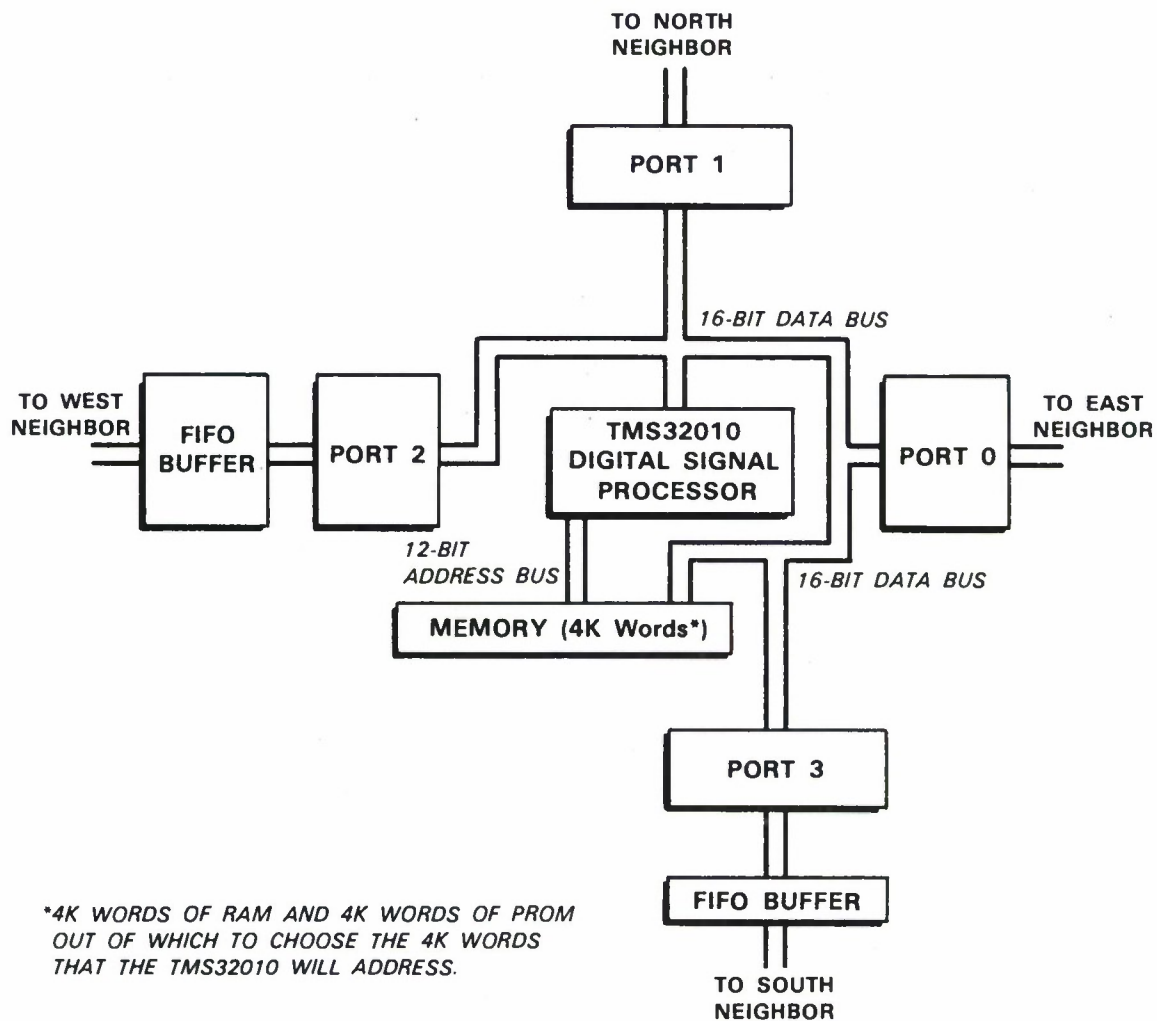 TO NORTH
NEIGHBOR
PORT 1
16-BIT DATA BUS
TO WEST
NEIGHBOR
FIFO
BUFFER
PORT 2
TMS32010
DIGITAL SIGNAL
PROCESSOR
PORT 0
TO EAST
NEIGHBOR
12-BIT
ADDRESS BUS
16-BIT DATA BUS
MEMORY (4K Words*)
PORT 3
FIFO BUFFER
*4K WORDS OF RAM AND 4K WORDS OF PROM
OUT OF WHICH TO CHOOSE THE 4K WORDS
THAT THE TMS32010 WILL ADDRESS.
TO SOUTH
NEIGHBOR